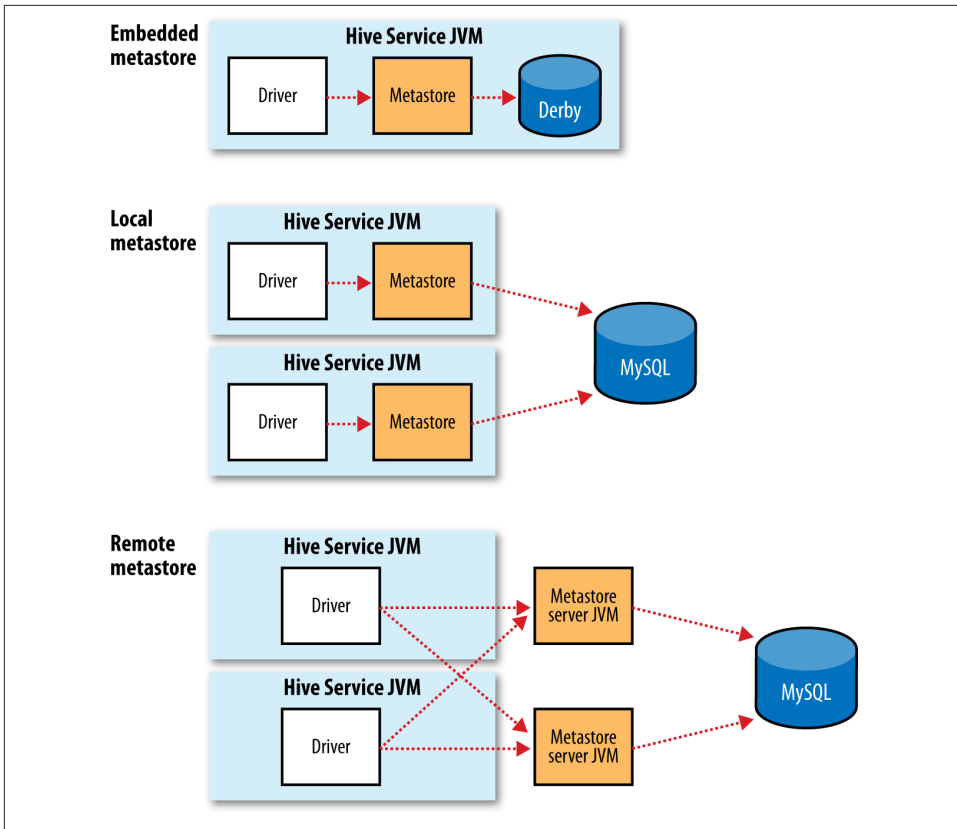 Embedded
metastore
Hive Service JVM
Driver
Metastore
Derby
Local
metastore
Hive Service JVM
Driver
Metastore
Hive Service JVM
Driver
Metastore
MySQL
Remote
metastore
Hive Service JVM
Driver
Metastore
server JVM
Hive Service JVM
Driver
Metastore
server JVM
MySQL